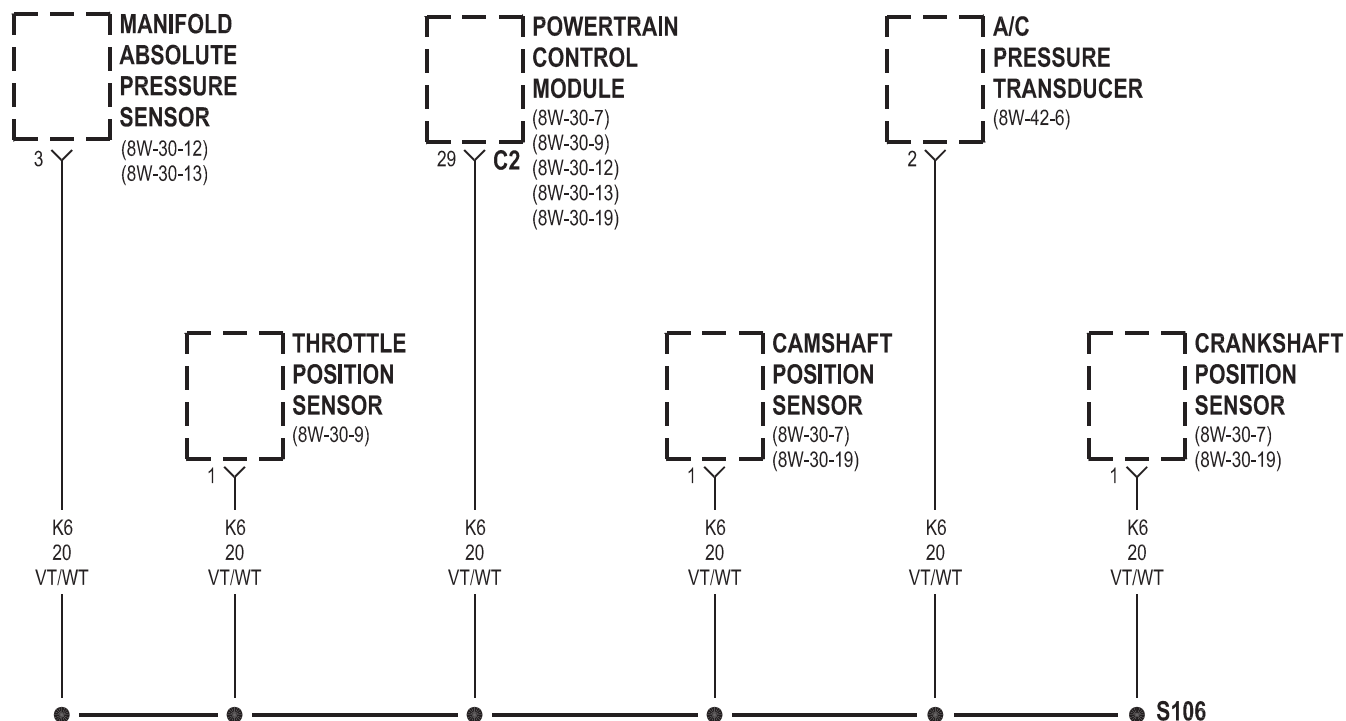 MANIFOLD
ABSOLUTE
PRESSURE
SENSOR
(8W-30-12)
(8W-30-13)
3
POWERTRAIN
CONTROL
MODULE
(8W-30-7)
(8W-30-9)
(8W-30-12)
(8W-30-13)
(8W-30-19)
29
C2
A/C
PRESSURE
TRANSDUCER
(8W-42-6)
2
THROTTLE
POSITION
SENSOR
(8W-30-9)
1
CAMSHAFT
POSITION
SENSOR
(8W-30-7)
(8W-30-19)
1
CRANKSHAFT
POSITION
SENSOR
(8W-30-7)
(8W-30-19)
1
K6
20
VT/WT
K6
20
VT/WT
K6
20
VT/WT
K6
20
VT/WT
K6
20
VT/WT
K6
20
VT/WT
S106